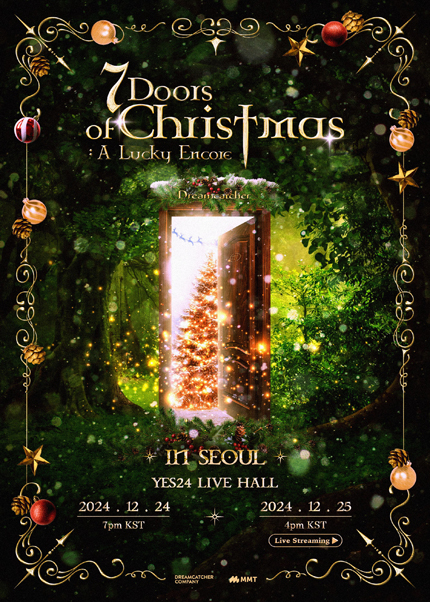 7 Doors
of Christmas
: A Lucky Encore
Dreamcatcher
IN SEOUL
YES24 LIVE HALL
2024 . 12 . 24
7pm KST
2024 . 12 . 25
4pm KST
Live Streaming ▶
DREAMCATCHER
COMPANY
MMT